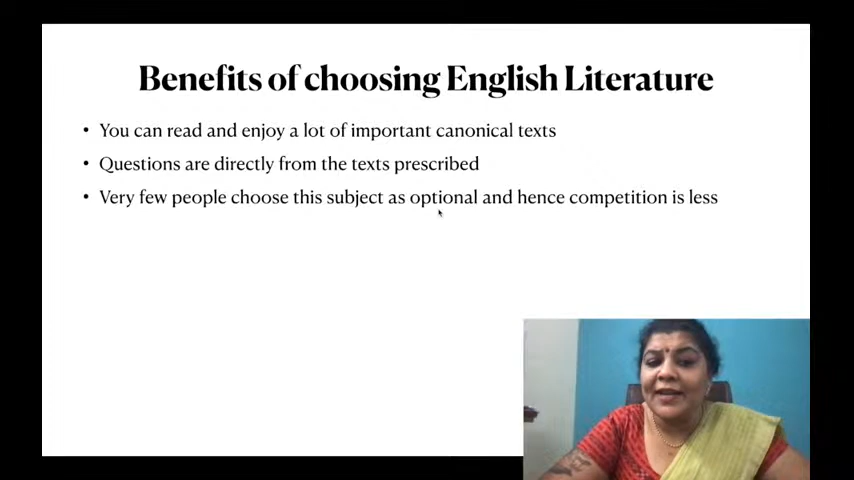 Benefits of choosing English Literature
• You can read and enjoy a lot of important canonical texts
• Questions are directly from the texts prescribed
• Very few people choose this subject as optional and hence competition is less